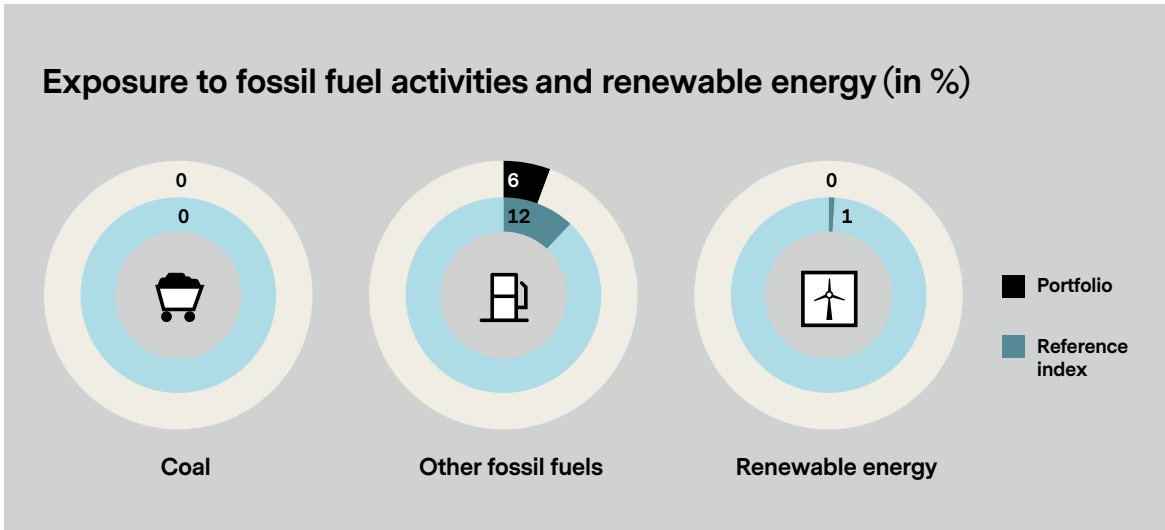 Exposure to fossil fuel activities and renewable energy (in %)
0
0
6
12
0
1
Portfolio
Reference
index
Coal
Other fossil fuels
Renewable energy